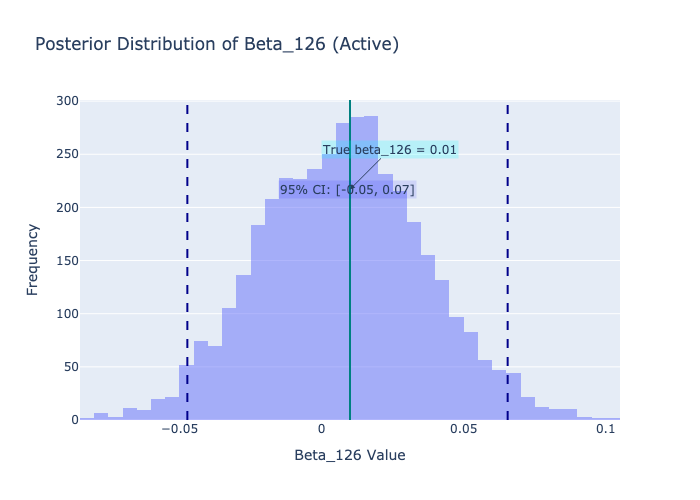 Posterior Distribution of Beta_126 (Active)
300
250
200
150
100
50
0
Frequency
True beta_126 = 0.01
95% CI: [-0.05, 0.07]
−0.05
0
0.05
0.1
Beta_126 Value